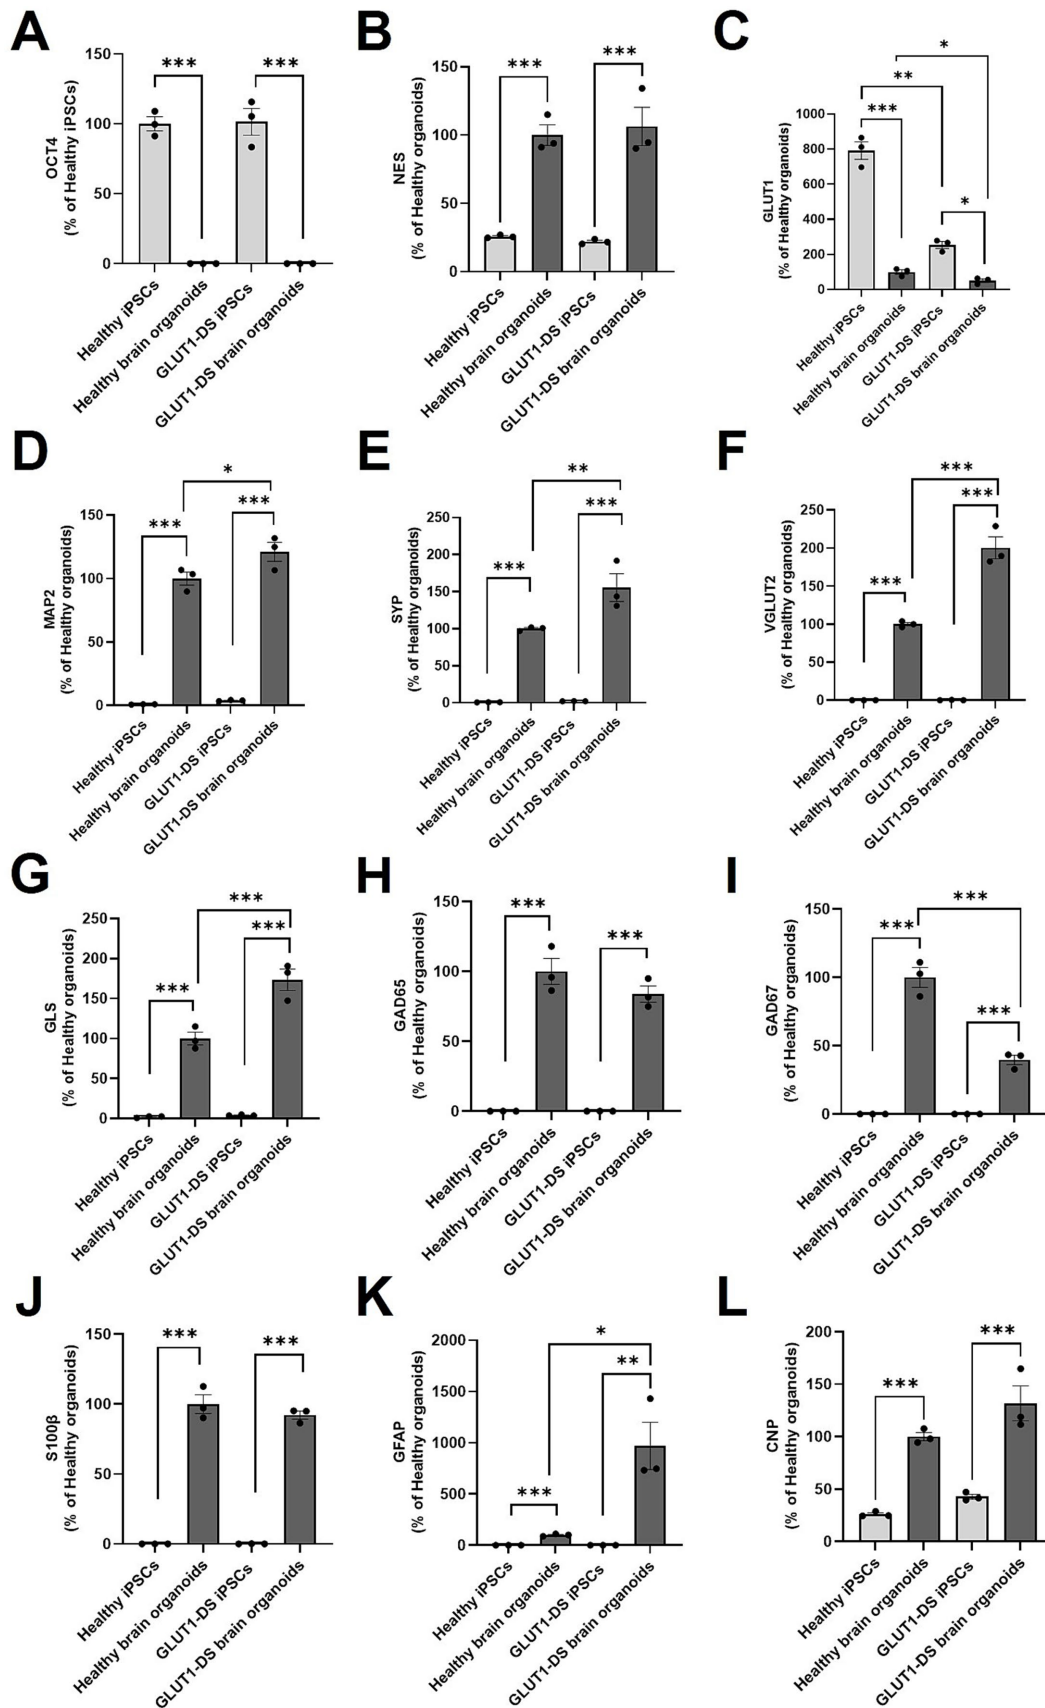 A
OCT4
(% of Healthy iPSCs)
150
100
50
0
*** ***
Healthy iPSCs
Healthy brain organoids
GLUT1-DS iPSCs
GLUT1-DS brain organoids
B
NES
(% of Healthy organoids)
150
100
50
0
*** ***
Healthy iPSCs
Healthy brain organoids
GLUT1-DS iPSCs
GLUT1-DS brain organoids
C
GLUT1
(% of Healthy organoids)
1000
800
600
400
200
0
*
**
***
*
Healthy iPSCs
Healthy brain organoids
GLUT1-DS iPSCs
GLUT1-DS brain organoids
D
MAP2
(% of Healthy organoids)
150
100
50
0
*
***
***
Healthy iPSCs
Healthy brain organoids
GLUT1-DS iPSCs
GLUT1-DS brain organoids
E
SYP
(% of Healthy organoids)
250
200
150
100
50
0
**
***
***
Healthy iPSCs
Healthy brain organoids
GLUT1-DS iPSCs
GLUT1-DS brain organoids
F
VGLUT2
(% of Healthy organoids)
250
200
150
100
50
0
***
***
***
Healthy iPSCs
Healthy brain organoids
GLUT1-DS iPSCs
GLUT1-DS brain organoids
G
GLS
(% of Healthy organoids)
250
200
150
100
50
0
***
***
***
Healthy iPSCs
Healthy brain organoids
GLUT1-DS iPSCs
GLUT1-DS brain organoids
H
GAD65
(% of Healthy organoids)
150
100
50
0
***
***
Healthy iPSCs
Healthy brain organoids
GLUT1-DS iPSCs
GLUT1-DS brain organoids
I
GAD67
(% of Healthy organoids)
150
100
50
0
***
***
***
Healthy iPSCs
Healthy brain organoids
GLUT1-DS iPSCs
GLUT1-DS brain organoids
J
S100β
(% of Healthy organoids)
150
100
50
0
*** ***
Healthy iPSCs
Healthy brain organoids
GLUT1-DS iPSCs
GLUT1-DS brain organoids
K
GFAP
(% of Healthy organoids)
2000
1500
1000
500
0
*
**
***
Healthy iPSCs
Healthy brain organoids
GLUT1-DS iPSCs
GLUT1-DS brain organoids
L
CNP
(% of Healthy organoids)
200
150
100
50
0
***
***
Healthy iPSCs
Healthy brain organoids
GLUT1-DS iPSCs
GLUT1-DS brain organoids